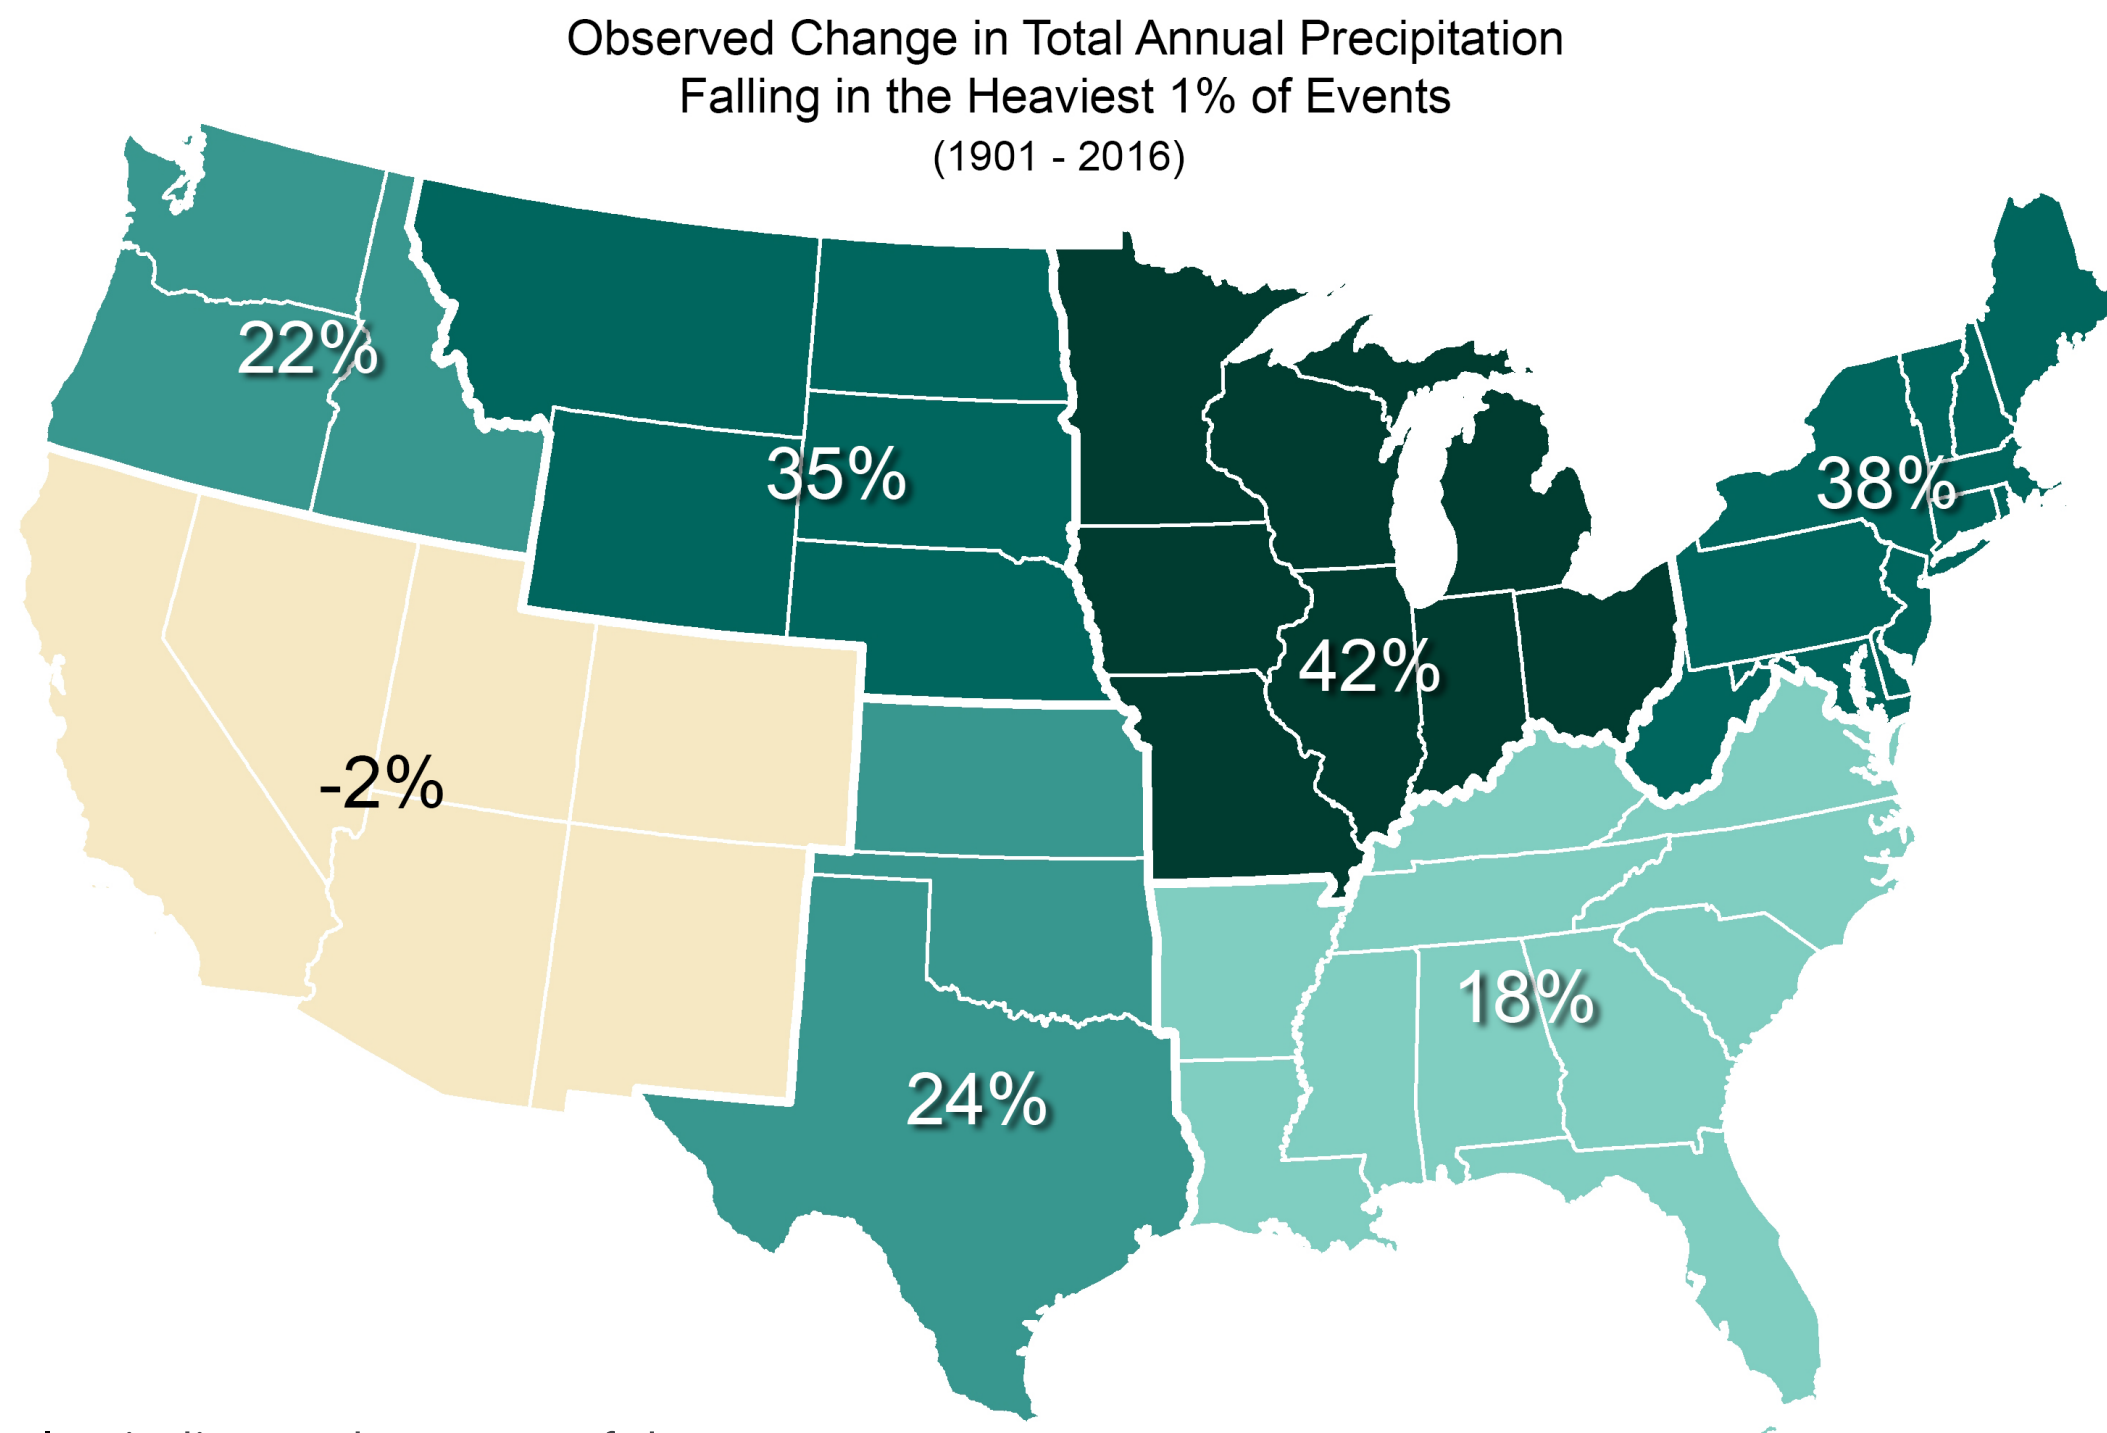 Observed Change in Total Annual Precipitation
Falling in the Heaviest 1% of Events
(1901 - 2016)
22%
35%
38%
42%
-2%
18%
24%